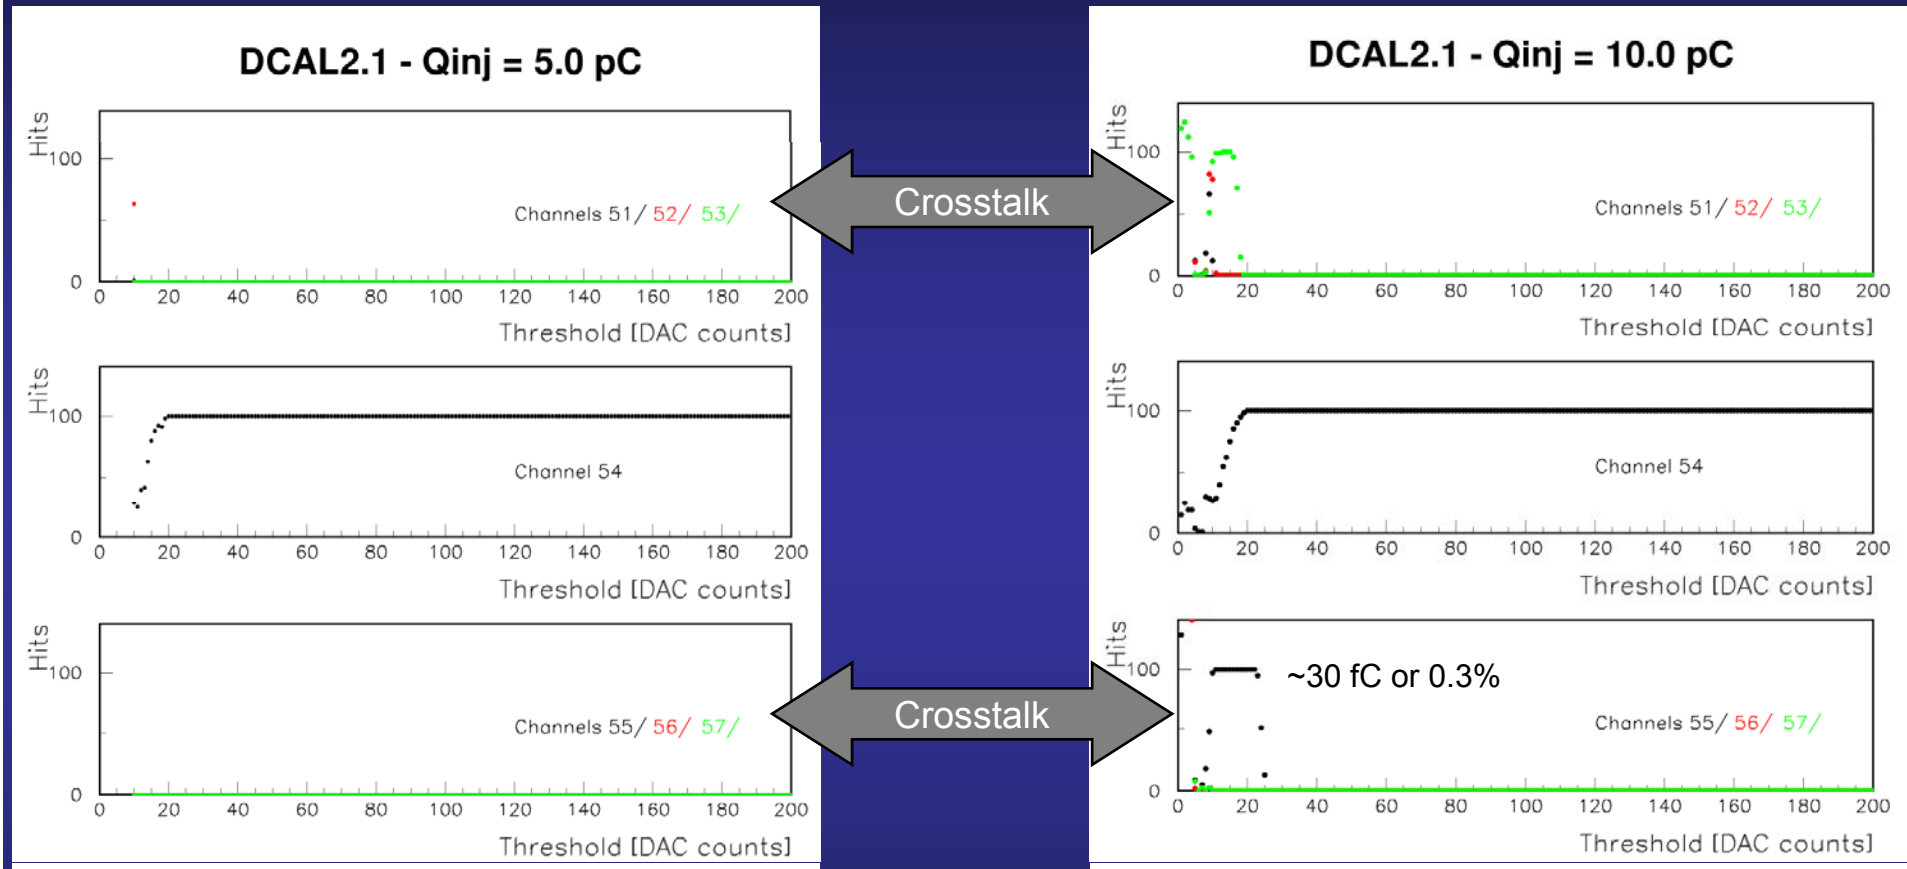 DCAL2.1 - Qinj = 5.0 pC
Hits
100
0
Channels 51/ 52/ 53/
0 20 40 60 80 100 120 140 160 180 200
Threshold [DAC counts]
Hits
100
0
Channel 54
0 20 40 60 80 100 120 140 160 180 200
Threshold [DAC counts]
Hits
100
0
Channels 55/ 56/ 57/
0 20 40 60 80 100 120 140 160 180 200
Threshold [DAC counts]
Crosstalk
Crosstalk
DCAL2.1 - Qinj = 10.0 pC
Hits
100
0
Channels 51/ 52/ 53/
0 20 40 60 80 100 120 140 160 180 200
Threshold [DAC counts]
Hits
100
0
Channel 54
0 20 40 60 80 100 120 140 160 180 200
Threshold [DAC counts]
Hits
100
0
~30 fC or 0.3%
Channels 55/ 56/ 57/
0 20 40 60 80 100 120 140 160 180 200
Threshold [DAC counts]